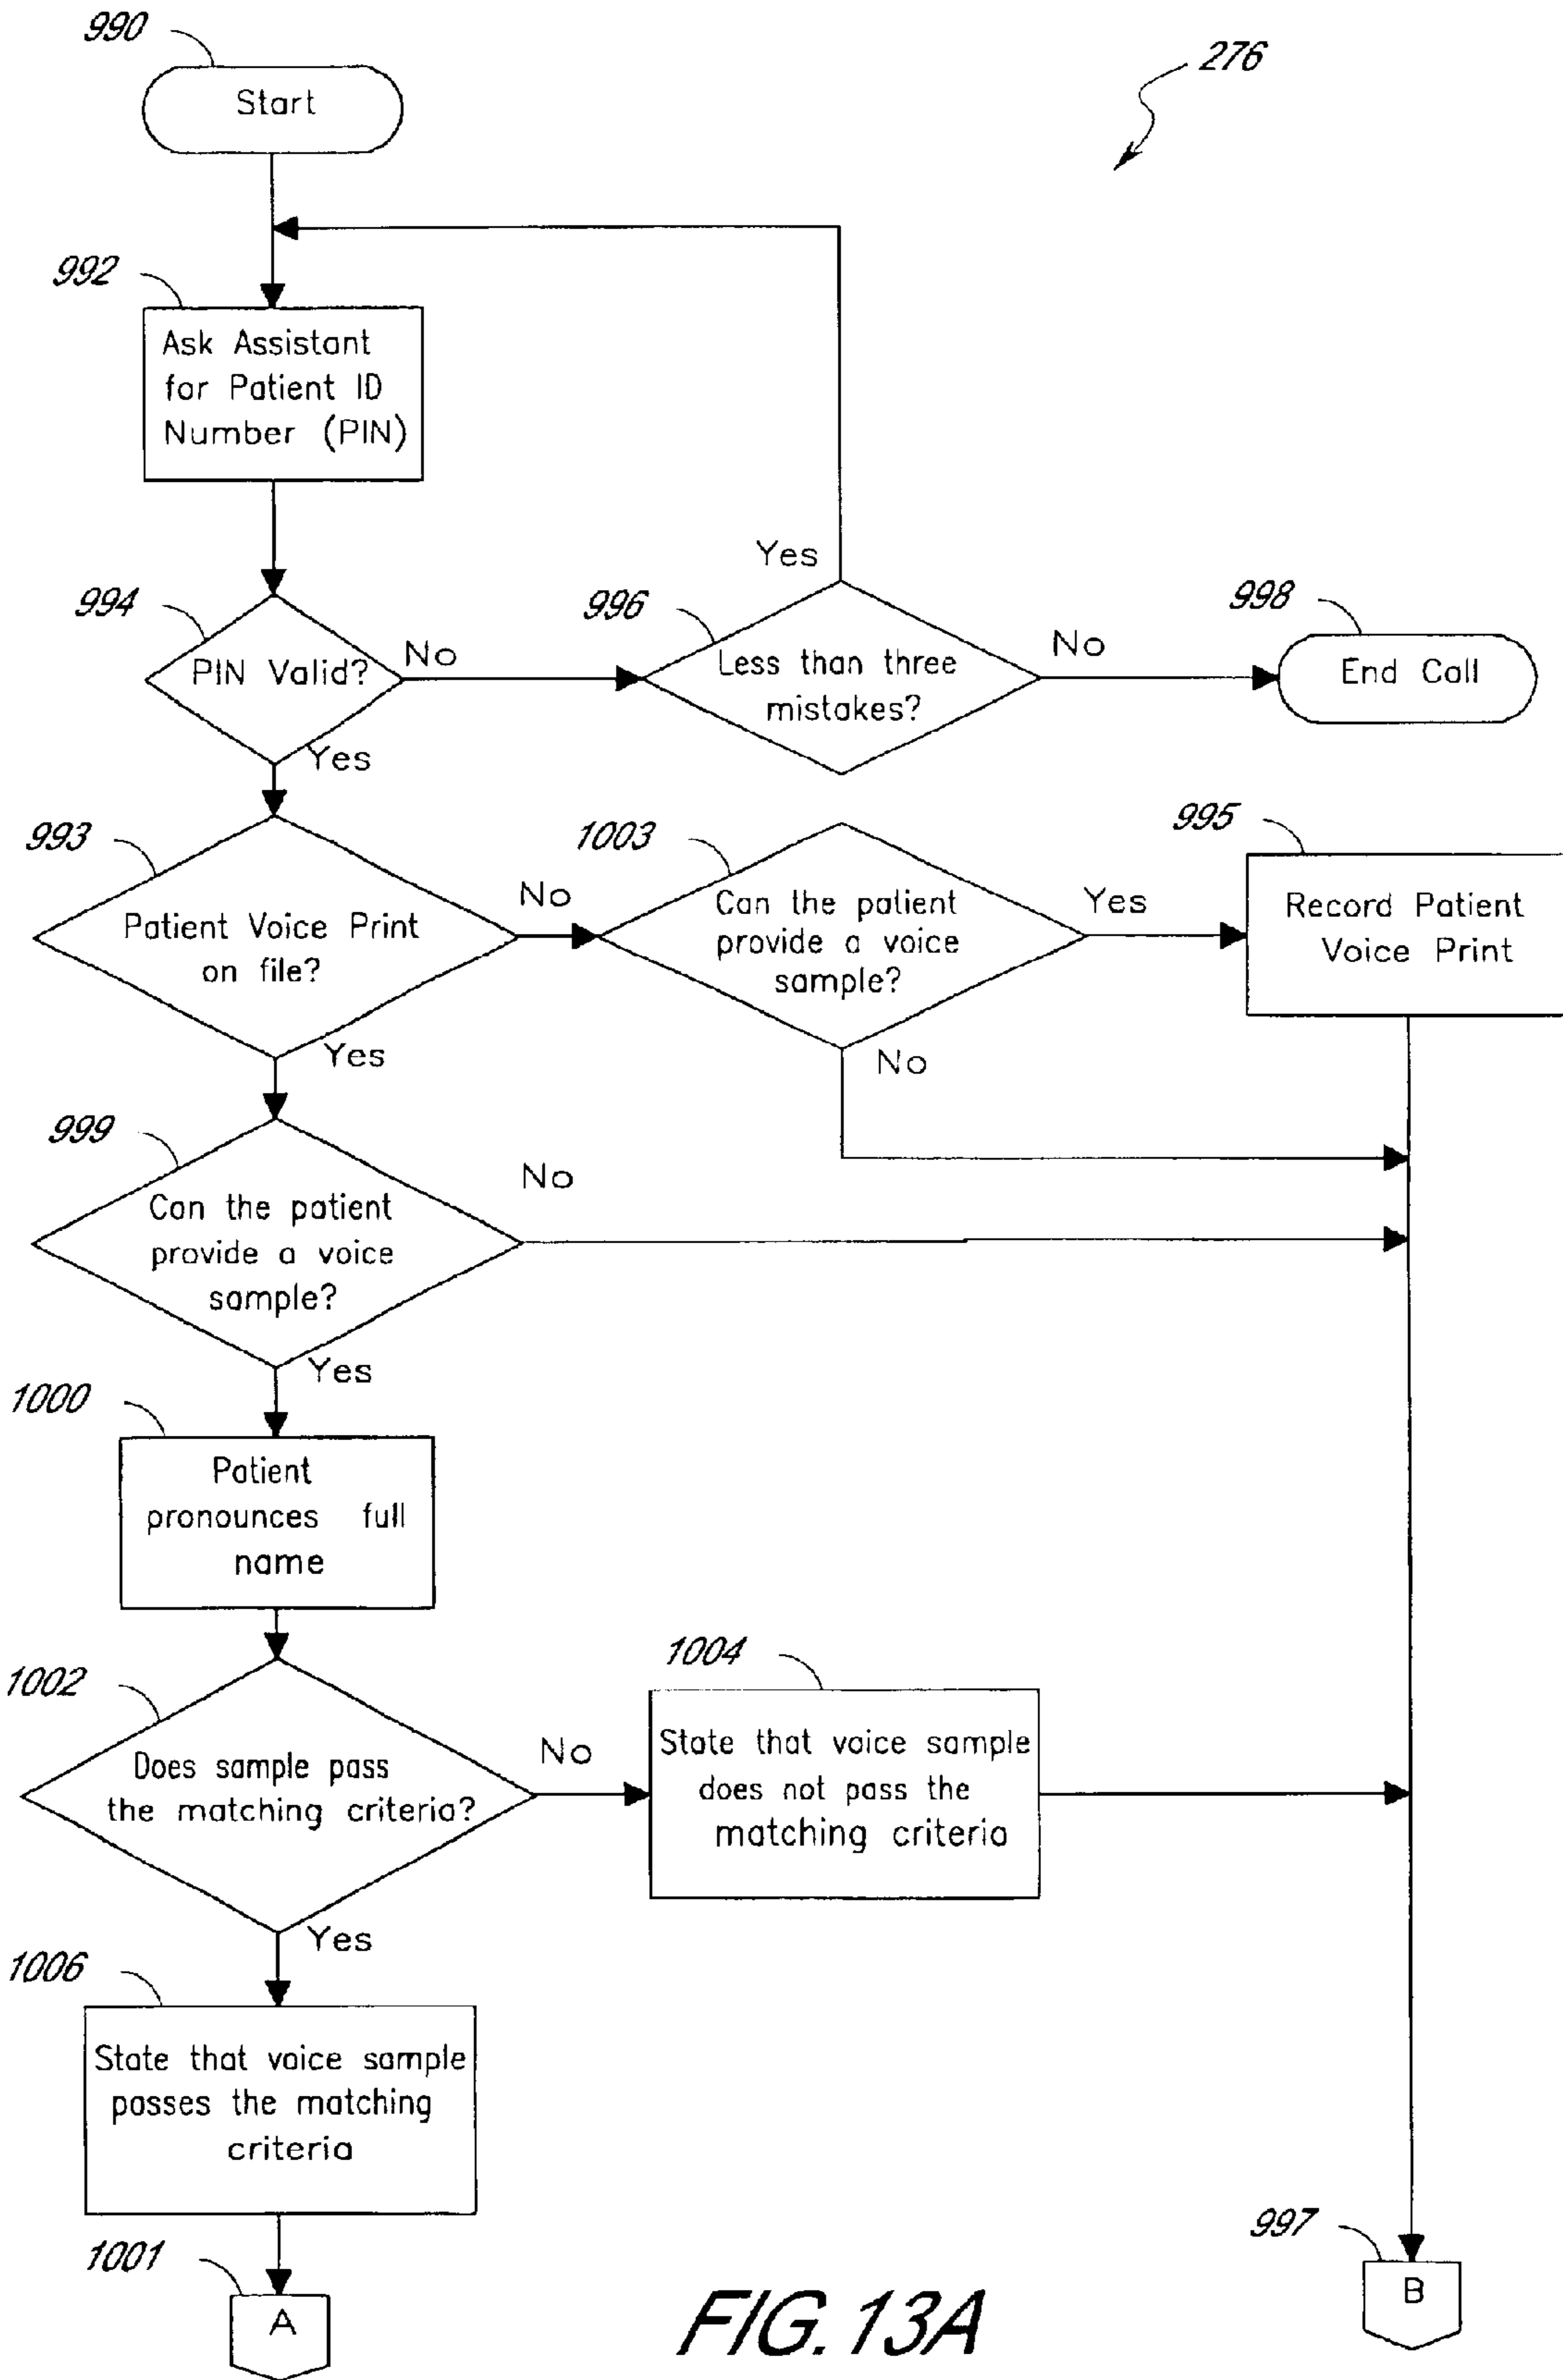 990
Start
276
992
Ask Assistant
for Patient ID
Number (PIN)
Yes
994
PIN Valid?
No
996
Less than three
mistakes?
No
998
End Call
Yes
993
Patient Voice Print
on file?
No
1003
Can the patient
provide a voice
sample?
Yes
995
Record Patient
Voice Print
Yes
No
999
Can the patient
provide a voice
sample?
No
Yes
1000
Patient
pronounces full
name
1002
Does sample pass
the matching criteria?
No
1004
State that voice sample
does not pass the
matching criteria
Yes
1006
State that voice sample
passes the matching
criteria
1001
A
997
B
FIG. 13A